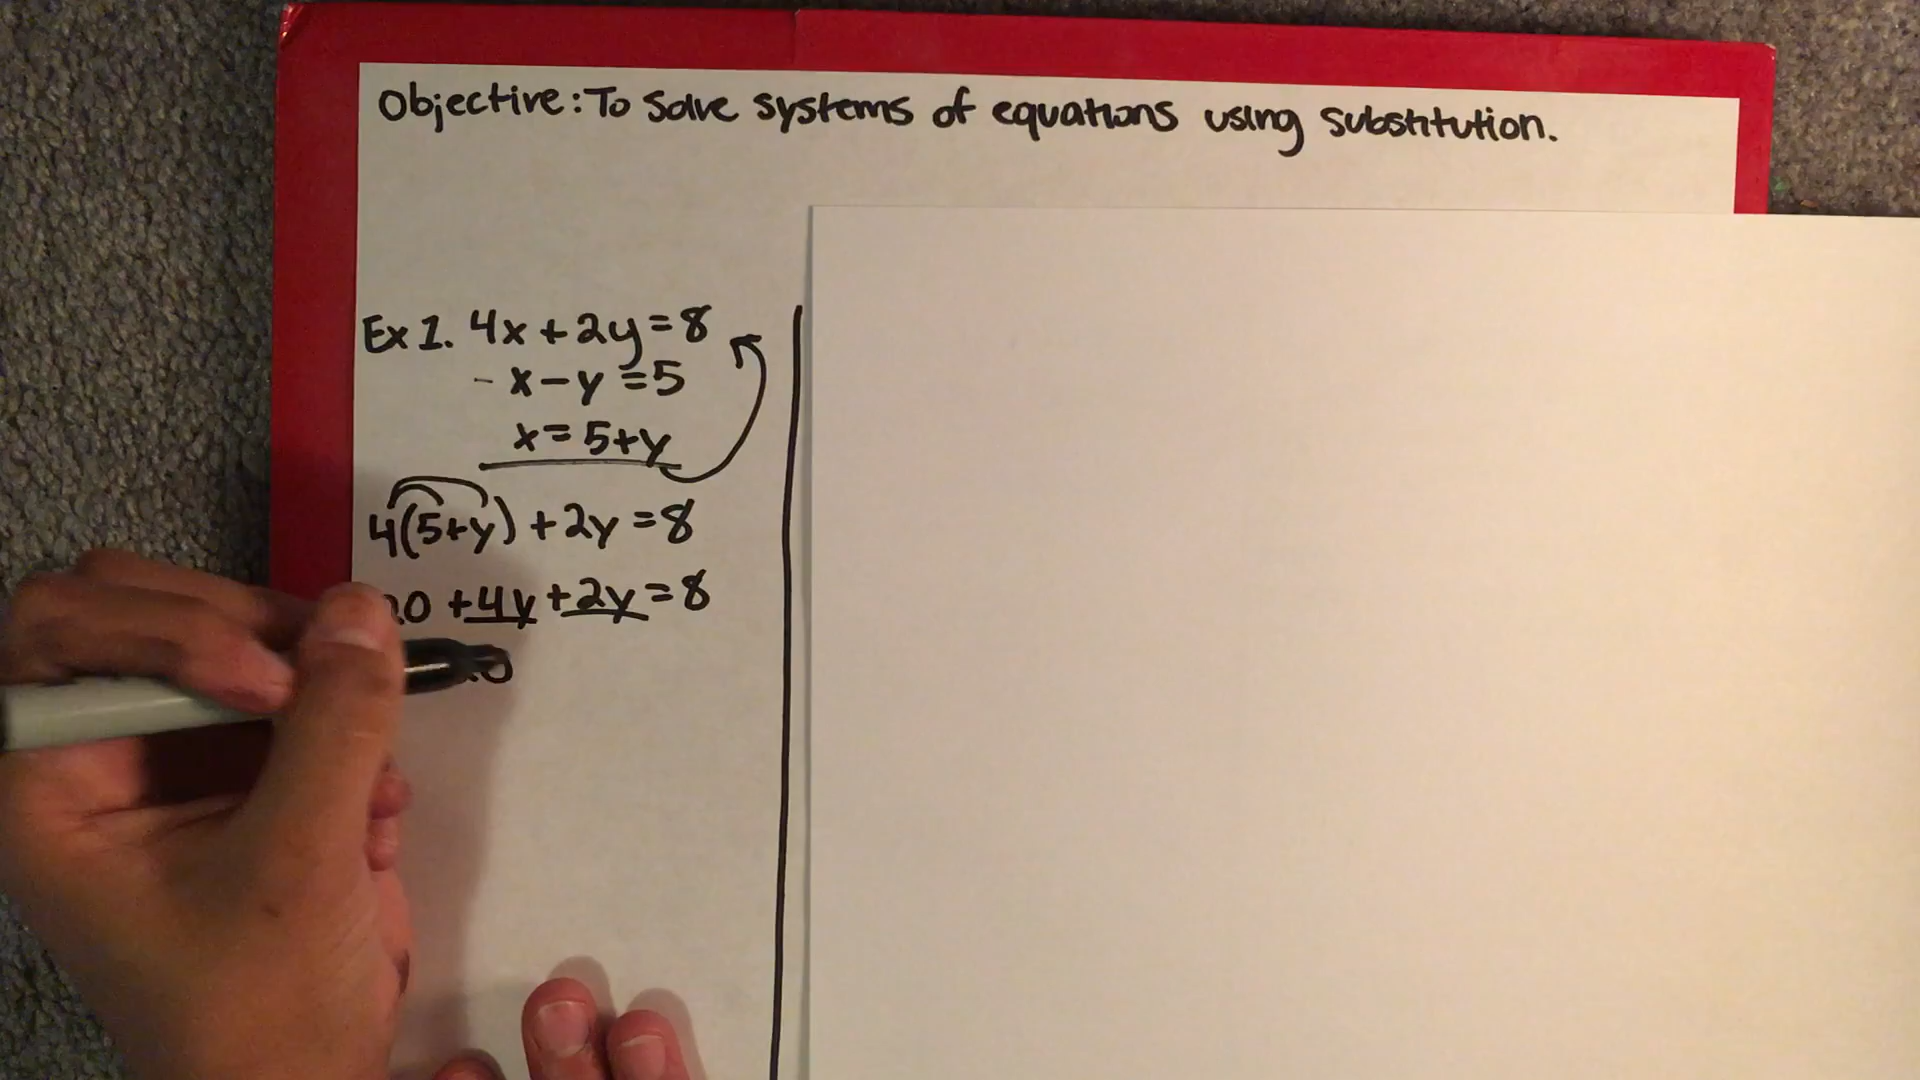 Objective: To solve systems of equations using substitution.
Ex 1. 4x + 2y = 8
- x - y = 5
x = 5 + y
4(5+y) + 2y = 8
0 + 4y + 2y = 8
0